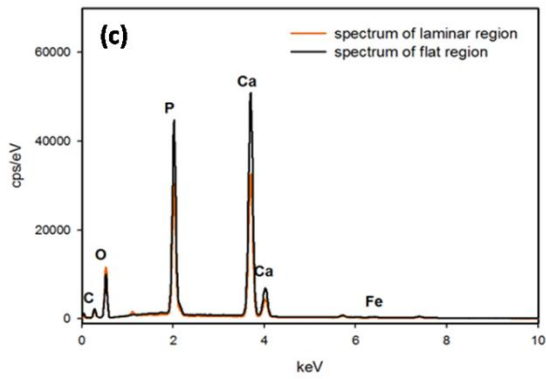 (c)
spectrum of laminar region
spectrum of flat region
60000
40000
20000
0
cps/eV
Ca
P
O
Ca
C
Fe
0 2 4 6 8 10
keV